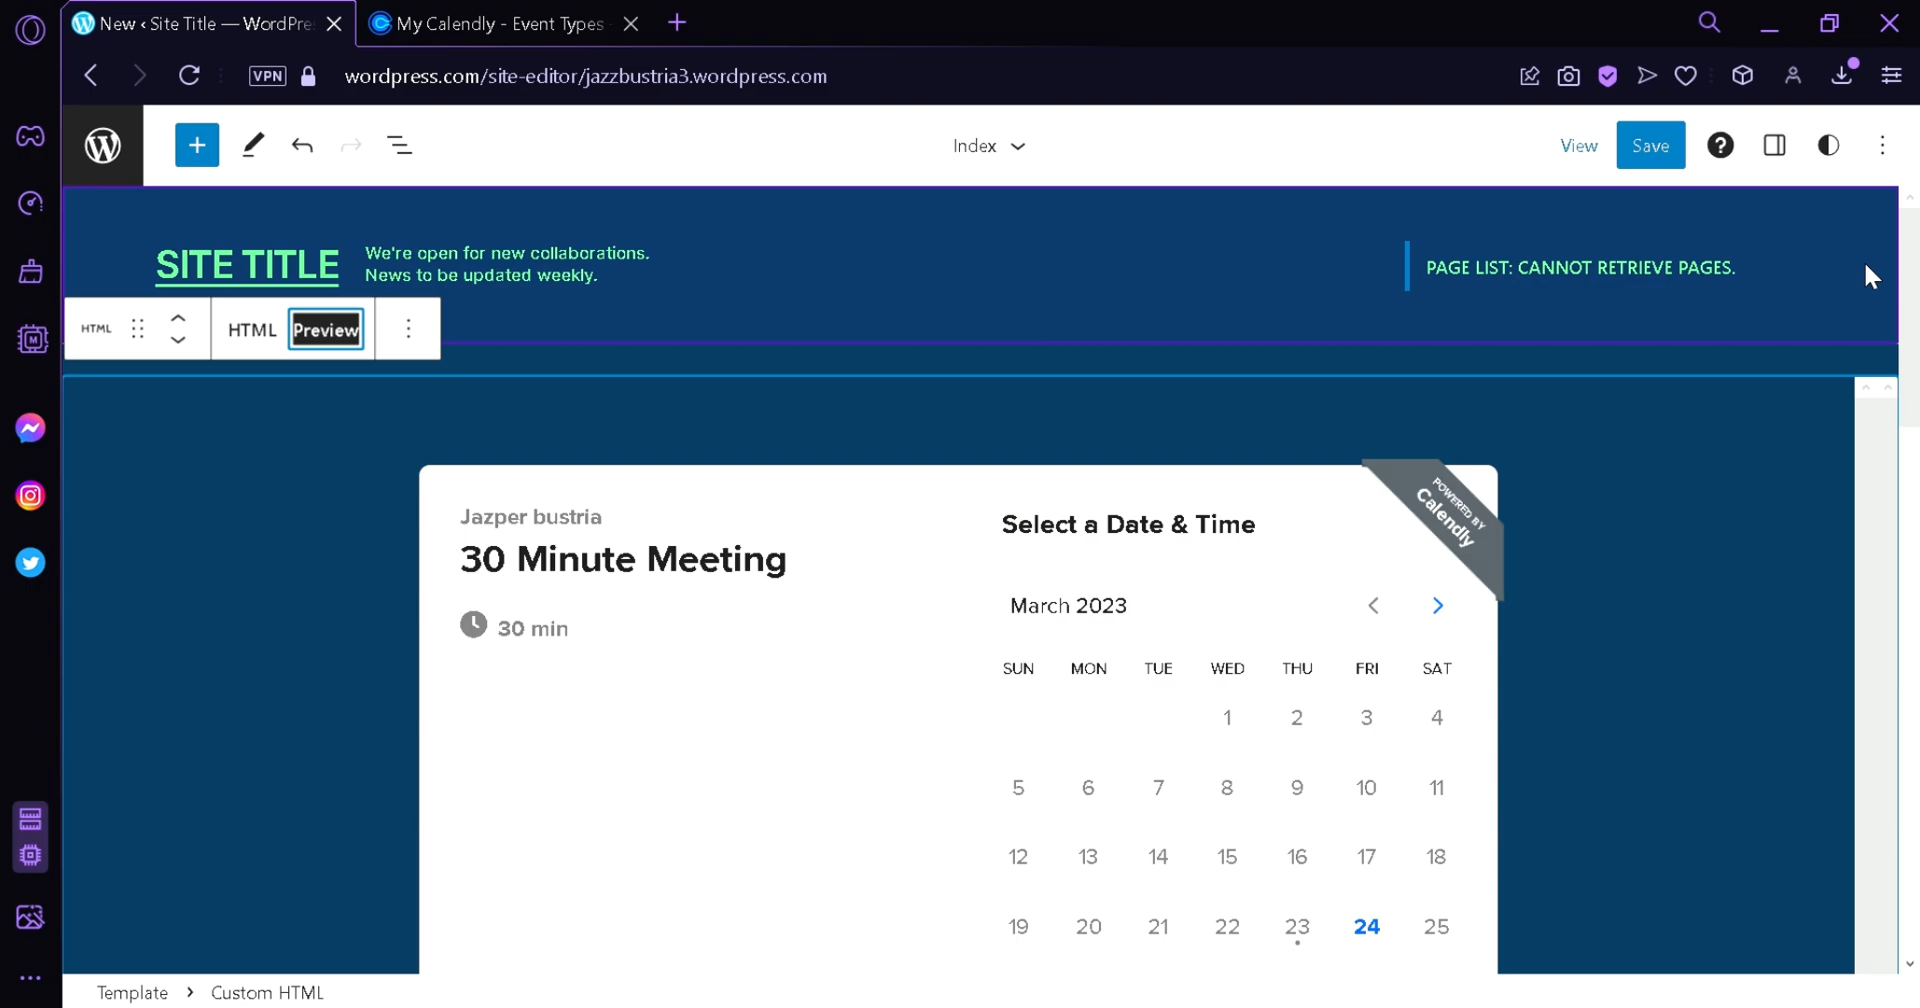 New ‹ Site Title — WordPres
My Calendly - Event Types
VPN
wordpress.com/site-editor/jazzbustria3.wordpress.com
Index
View
Save
SITE TITLE
We're open for new collaborations.
News to be updated weekly.
PAGE LIST: CANNOT RETRIEVE PAGES.
HTML
HTML
Preview
POWERED BY
Calendly
Jazper bustria
30 Minute Meeting
30 min
Select a Date & Time
March 2023
SUN MON TUE WED THU FRI SAT
1 2 3 4
5 6 7 8 9 10 11
12 13 14 15 16 17 18
19 20 21 22 23 24 25
Template › Custom HTML